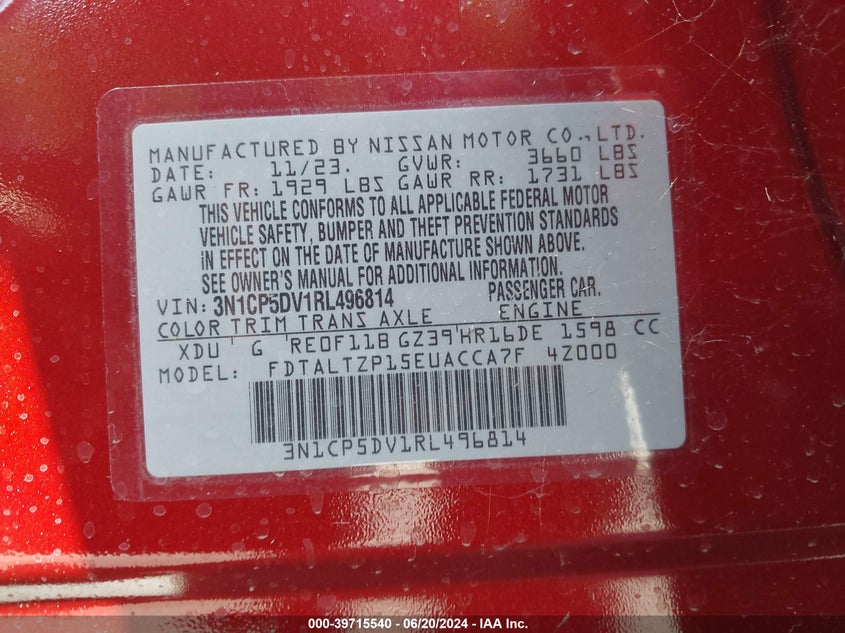 MANUFACTURED BY NISSAN MOTOR CO., LTD.
DATE: 11/23. GVWR: 3660 LBS
GAWR FR: 1929 LBS GAWR RR: 1731 LBS
THIS VEHICLE CONFORMS TO ALL APPLICABLE FEDERAL MOTOR
VEHICLE SAFETY, BUMPER AND THEFT PREVENTION STANDARDS
IN EFFECT ON THE DATE OF MANUFACTURE SHOWN ABOVE.
SEE OWNER'S MANUAL FOR ADDITIONAL INFORMATION.
VIN: 3N1CP5DV1RL496814 PASSENGER CAR.
COLOR TRIM TRANS AXLE ENGINE
XDU G RE0F11B GZ39 HR16DE 1598 CC
MODEL: FDTALTZP15EUACCA7F 4Z000
3N1CP5DV1RL496814
000-39715540 - 06/20/2024 - IAA Inc.